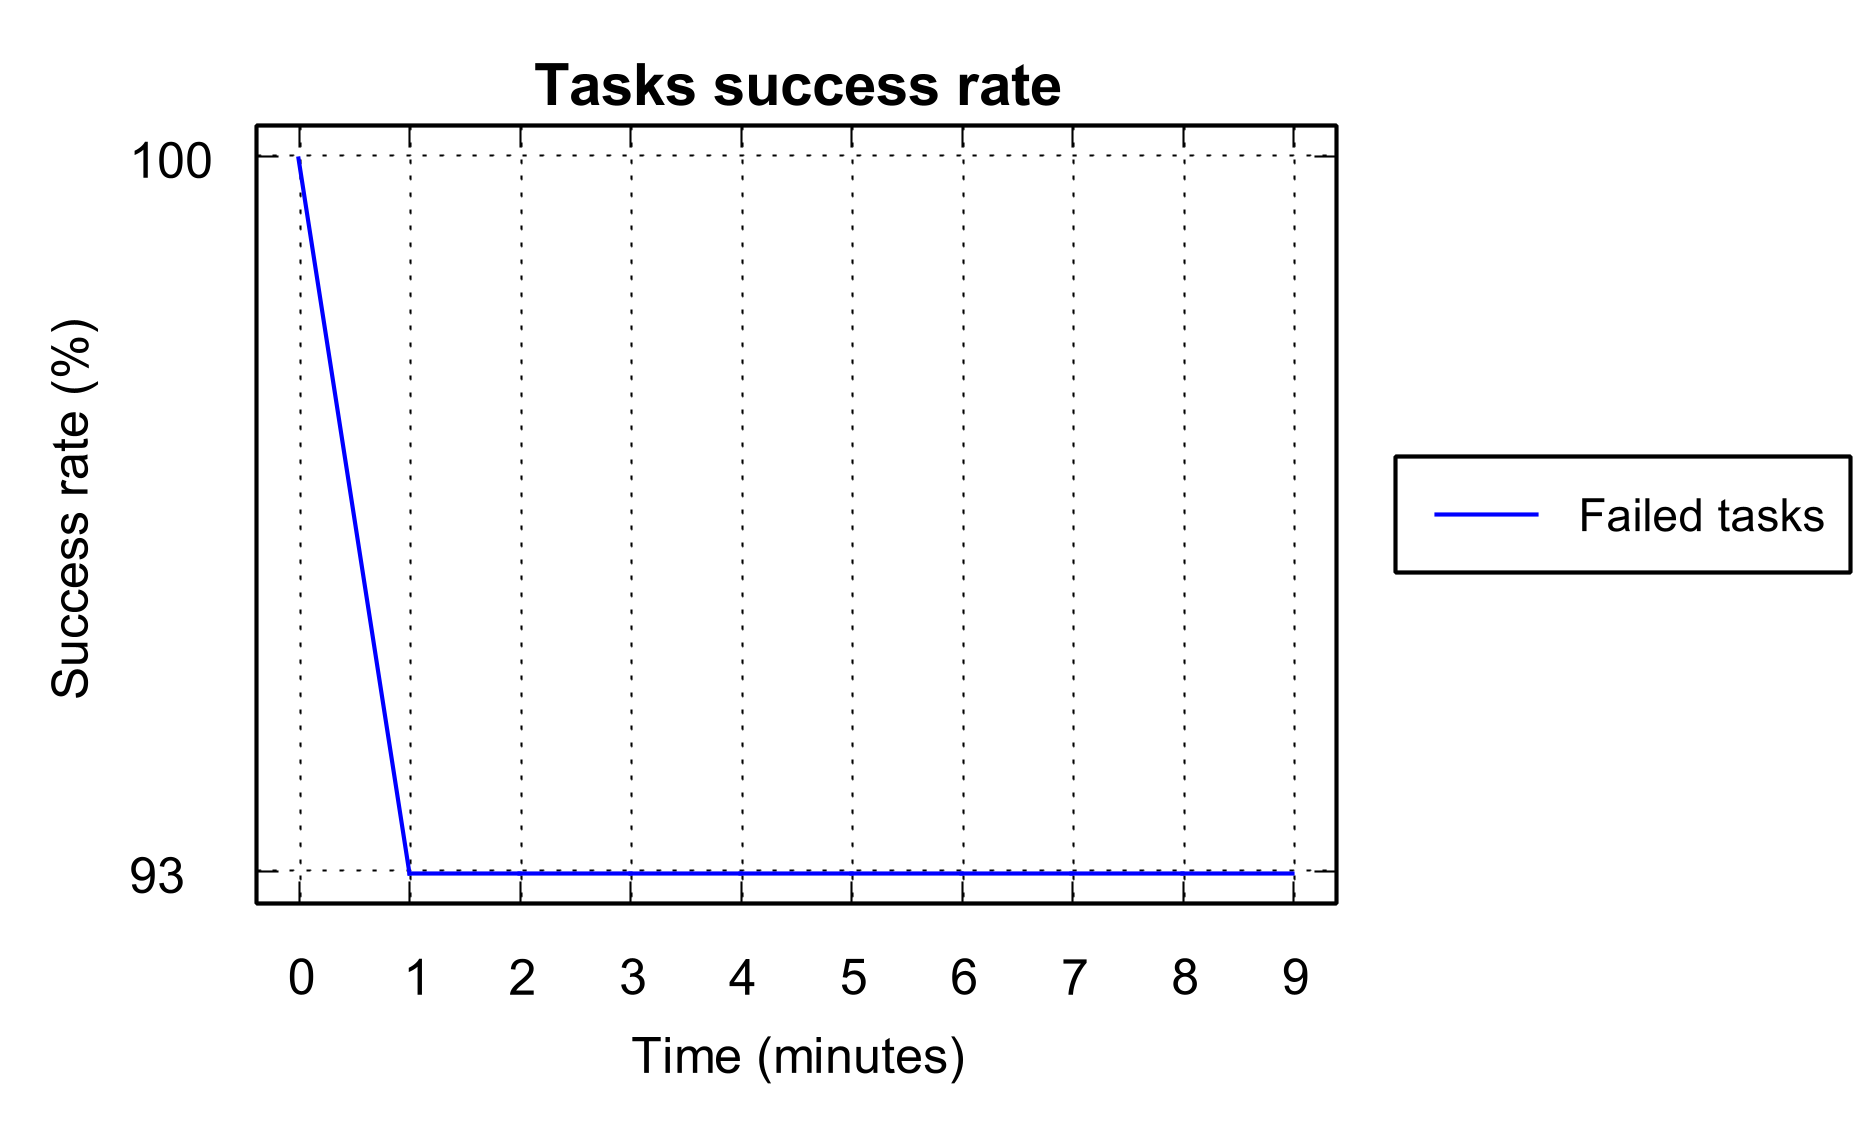 Tasks success rate
100
93
Success rate (%)
0 1 2 3 4 5 6 7 8 9
Time (minutes)
Failed tasks